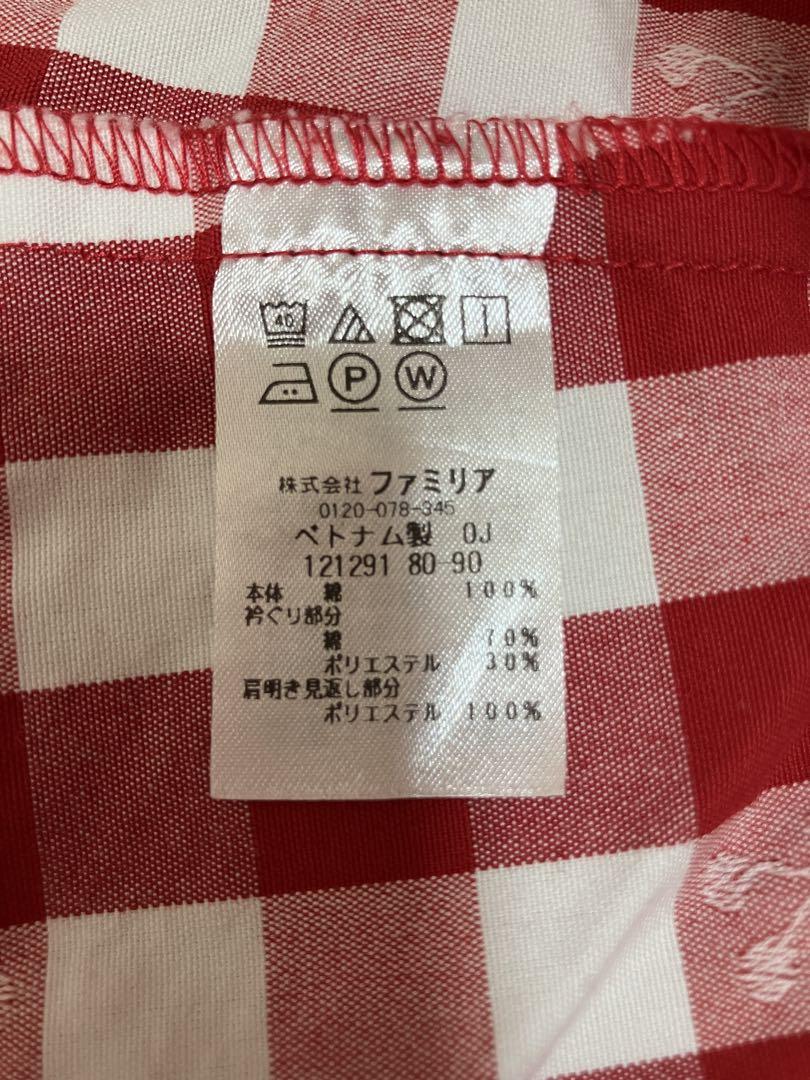 40
P W
株式会社 ファミリア
0120-078-345
ベトナム製 OJ
121291 80-90
本体 綿 100%
衿ぐり部分
綿 70%
ポリエステル 30%
肩明き見返し部分
ポリエステル 100%